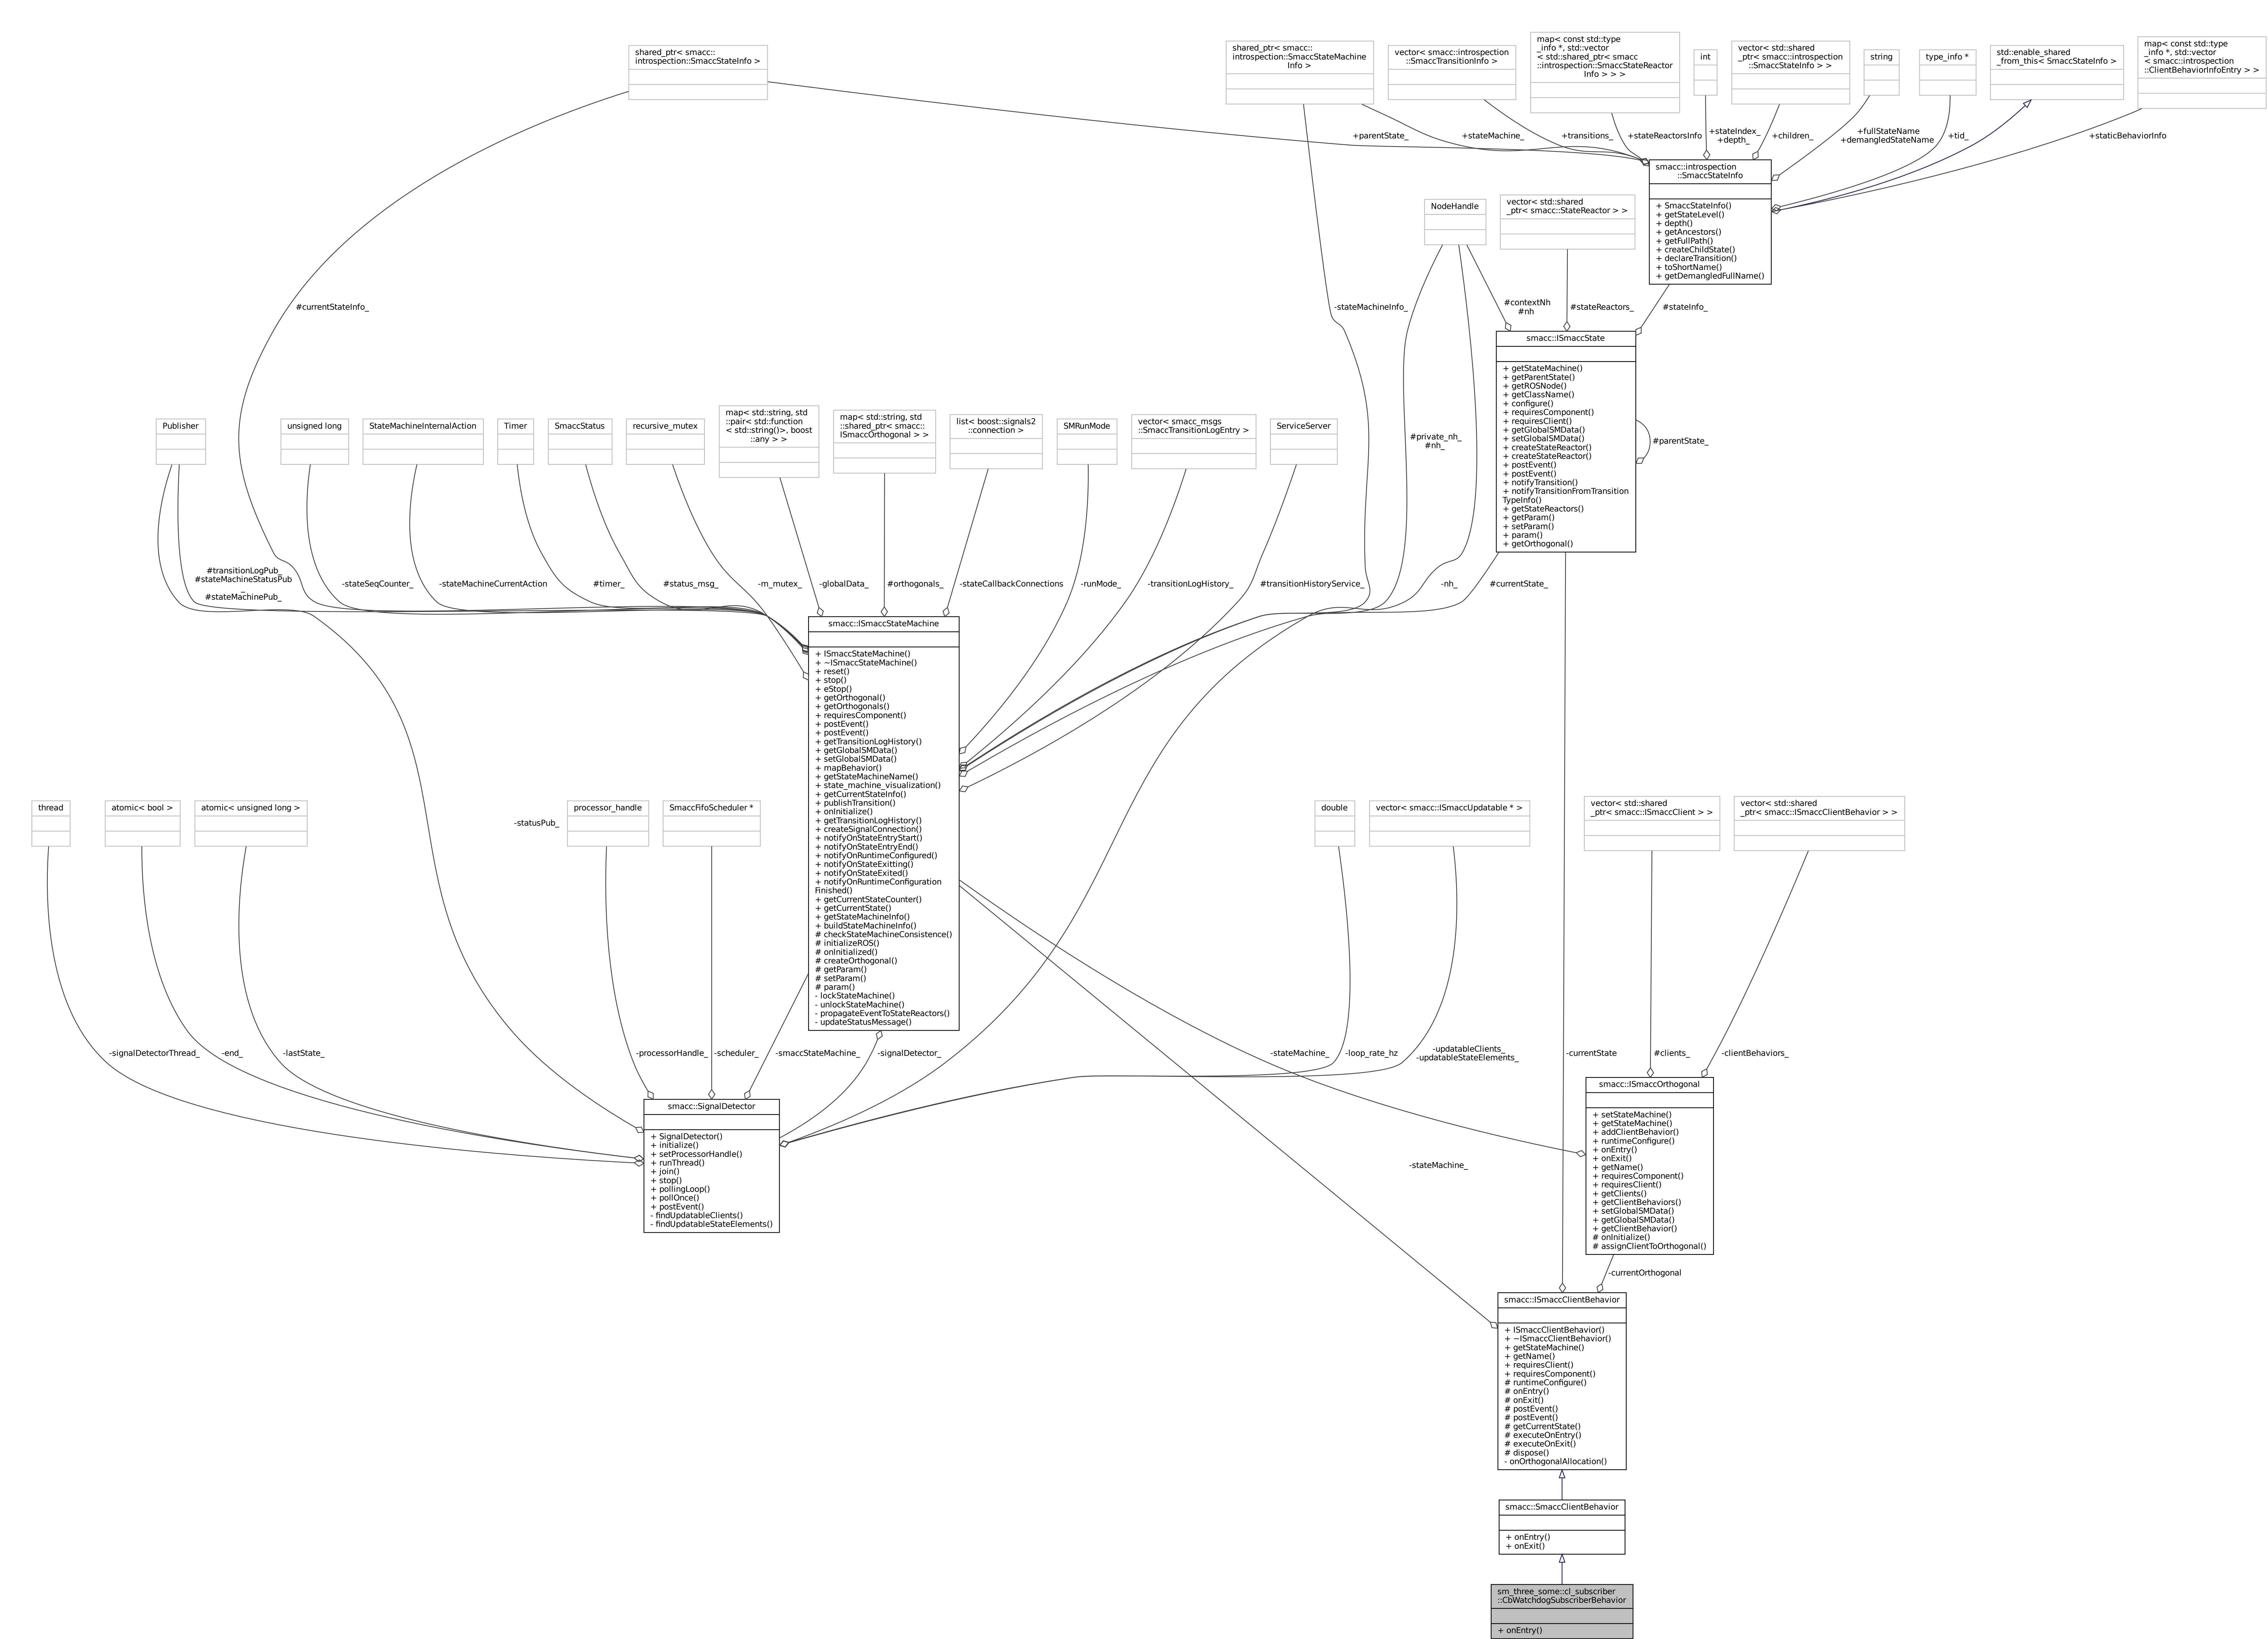 shared_ptr< smacc::
introspection::SmaccStateInfo >
shared_ptr< smacc::
introspection::SmaccStateMachine
Info >
vector< smacc::introspection
::SmaccTransitionInfo >
map< const std::type
_info *, std::vector
< std::shared_ptr< smacc
::introspection::SmaccStateReactor
Info > > >
int
vector< std::shared
_ptr< smacc::introspection
::SmaccStateInfo > >
string
type_info *
std::enable_shared
_from_this< SmaccStateInfo >
map< const std::type
_info *, std::vector
< smacc::introspection
::ClientBehaviorInfoEntry > >
+parentState_
+stateMachine_
+transitions_
+stateReactorsInfo
+stateIndex_
+depth_
+children_
+fullStateName
+demangledStateName
+tid_
+staticBehaviorInfo
smacc::introspection
::SmaccStateInfo
+ SmaccStateInfo()
+ getStateLevel()
+ depth()
+ getAncestors()
+ getFullPath()
+ createChildState()
+ declareTransition()
+ toShortName()
+ getDemangledFullName()
NodeHandle
vector< std::shared
_ptr< smacc::StateReactor > >
#currentStateInfo_
-stateMachineInfo_
#contextNh
#nh
#stateReactors_
#stateInfo_
smacc::ISmaccState
+ getStateMachine()
+ getParentState()
+ getROSNode()
+ getClassName()
+ configure()
+ requiresComponent()
+ requiresClient()
+ getGlobalSMData()
+ setGlobalSMData()
+ createStateReactor()
+ createStateReactor()
+ postEvent()
+ postEvent()
+ notifyTransition()
+ notifyTransitionFromTransition
TypeInfo()
+ getStateReactors()
+ getParam()
+ setParam()
+ param()
+ getOrthogonal()
#parentState_
#private_nh_
#nh_
Publisher
unsigned long
StateMachineInternalAction
Timer
SmaccStatus
recursive_mutex
map< std::string, std
::pair< std::function
< std::string()>, boost
::any > >
map< std::string, std
::shared_ptr< smacc::
ISmaccOrthogonal > >
list< boost::signals2
::connection >
SMRunMode
vector< smacc_msgs
::SmaccTransitionLogEntry >
ServiceServer
#transitionLogPub_
#stateMachineStatusPub
_
#stateMachinePub_
-stateSeqCounter_
-stateMachineCurrentAction
#timer_
#status_msg_
-m_mutex_
-globalData_
#orthogonals_
-stateCallbackConnections
-runMode_
-transitionLogHistory_
#transitionHistoryService_
-nh_
#currentState_
smacc::ISmaccStateMachine
+ ISmaccStateMachine()
+ ~ISmaccStateMachine()
+ reset()
+ stop()
+ eStop()
+ getOrthogonal()
+ getOrthogonals()
+ requiresComponent()
+ postEvent()
+ postEvent()
+ getTransitionLogHistory()
+ getGlobalSMData()
+ setGlobalSMData()
+ mapBehavior()
+ getStateMachineName()
+ state_machine_visualization()
+ getCurrentStateInfo()
+ publishTransition()
+ onInitialize()
+ getTransitionLogHistory()
+ createSignalConnection()
+ notifyOnStateEntryStart()
+ notifyOnStateEntryEnd()
+ notifyOnRuntimeConfigured()
+ notifyOnStateExitting()
+ notifyOnStateExited()
+ notifyOnRuntimeConfiguration
Finished()
+ getCurrentStateCounter()
+ getCurrentState()
+ getStateMachineInfo()
+ buildStateMachineInfo()
# checkStateMachineConsistence()
# initializeROS()
# onInitialized()
# createOrthogonal()
# getParam()
# setParam()
# param()
- lockStateMachine()
- unlockStateMachine()
- propagateEventToStateReactors()
- updateStatusMessage()
thread
atomic< bool >
atomic< unsigned long >
-statusPub_
processor_handle
SmaccFifoScheduler *
double
vector< smacc::ISmaccUpdatable * >
vector< std::shared
_ptr< smacc::ISmaccClient > >
vector< std::shared
_ptr< smacc::ISmaccClientBehavior > >
-signalDetectorThread_
-end_
-lastState_
-processorHandle_
-scheduler_
-smaccStateMachine_
-signalDetector_
-stateMachine_
-loop_rate_hz
-updatableClients_
-updatableStateElements_
-currentState
#clients_
-clientBehaviors_
smacc::SignalDetector
+ SignalDetector()
+ initialize()
+ setProcessorHandle()
+ runThread()
+ join()
+ stop()
+ pollingLoop()
+ pollOnce()
+ postEvent()
- findUpdatableClients()
- findUpdatableStateElements()
smacc::ISmaccOrthogonal
+ setStateMachine()
+ getStateMachine()
+ addClientBehavior()
+ runtimeConfigure()
+ onEntry()
+ onExit()
+ getName()
+ requiresComponent()
+ requiresClient()
+ getClients()
+ getClientBehaviors()
+ setGlobalSMData()
+ getGlobalSMData()
+ getClientBehavior()
# onInitialize()
# assignClientToOrthogonal()
-stateMachine_
-currentOrthogonal
smacc::ISmaccClientBehavior
+ ISmaccClientBehavior()
+ ~ISmaccClientBehavior()
+ getStateMachine()
+ getName()
+ requiresClient()
+ requiresComponent()
# runtimeConfigure()
# onEntry()
# onExit()
# postEvent()
# postEvent()
# getCurrentState()
# executeOnEntry()
# executeOnExit()
# dispose()
- onOrthogonalAllocation()
smacc::SmaccClientBehavior
+ onEntry()
+ onExit()
sm_three_some::cl_subscriber
::CbWatchdogSubscriberBehavior
+ onEntry()